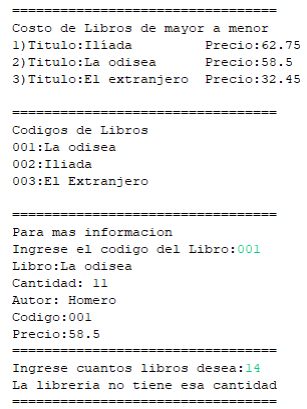 =================================
Costo de Libros de mayor a menor
1)Titulo:Ilíada Precio:62.75
2)Titulo:La odisea Precio:58.5
3)Titulo:El extranjero Precio:32.45
=================================
Codigos de Libros
001:La odisea
002:Iliada
003:El Extranjero
=================================
Para mas informacion
Ingrese el codigo del Libro:001
Libro:La odisea
Cantidad: 11
Autor: Homero
Codigo:001
Precio:58.5
=================================
Ingrese cuantos libros desea:14
La libreria no tiene esa cantidad
=================================